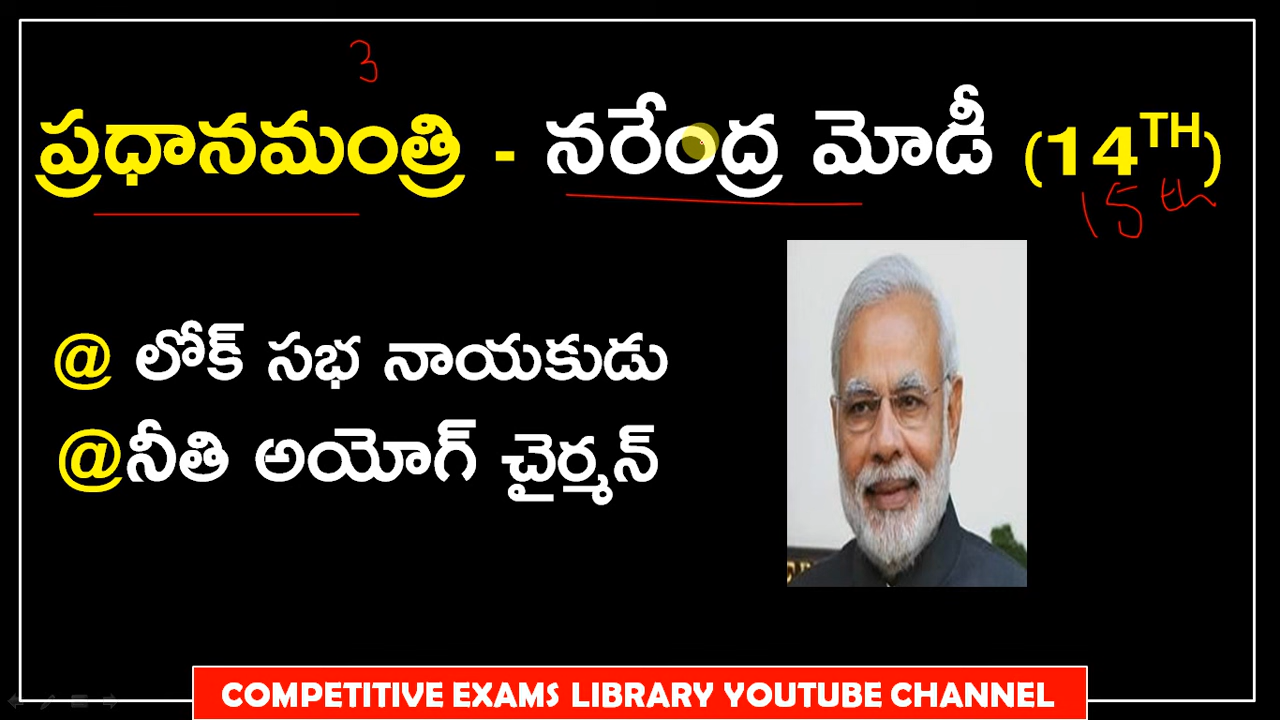 3
ప్రధానమంత్రి - నరేంద్ర మోడీ (14TH)
15th
@ లోక్ సభ నాయకుడు
@నీతి అయోగ్ చైర్మన్
COMPETITIVE EXAMS LIBRARY YOUTUBE CHANNEL